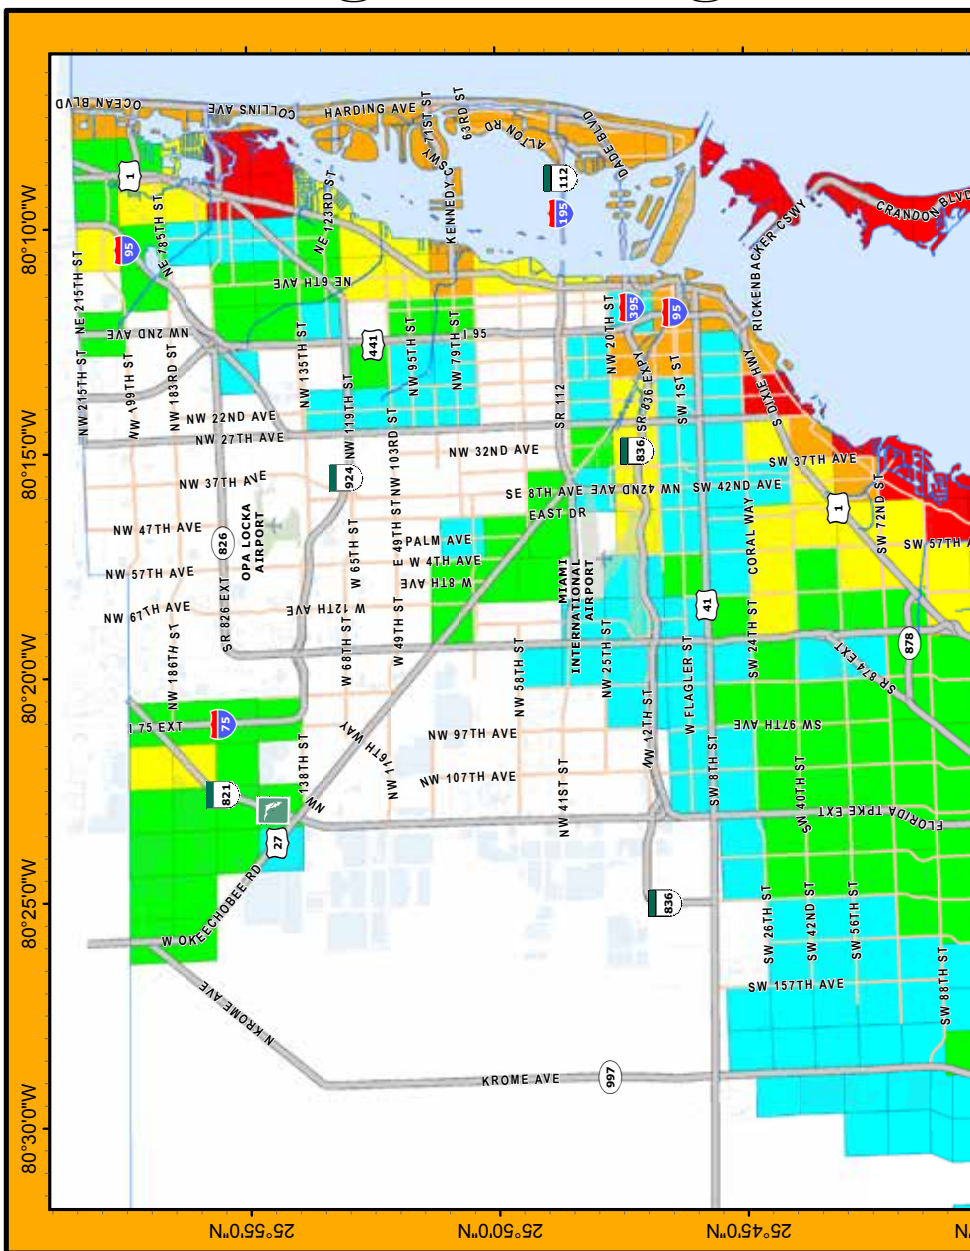 OCEAN BLVD
COLLINS AVE
HARDING AVE
71ST ST
63RD ST
ALTON RD
DADE BLVD
KENNEDY CSWY
NE 123RD ST
1
112
195
CRANDON BLVD
RICKENBACKER CSWY
80°10'0"W
95
NE 215TH ST
NE 6TH AVE
NW 2ND AVE
I 95
441
395
95
NW 20TH ST
NW 215TH ST
NW 199TH ST
NW 183RD ST
NW 135TH ST
NW 119TH ST
NW 103RD ST
NW 95TH ST
NW 79TH ST
SR 112
SR 836 EXPY
SW 1ST ST
S DIXIE HWY
NW 22ND AVE
NW 27TH AVE
80°15'0"W
NW 32ND AVE
836
924
NW 37TH AVE
SW 37TH AVE
SE 8TH AVE
NW 42ND AVE
SW 42ND AVE
EAST DR
1
SW 72ND ST
NW 47TH AVE
826
OPA LOCKA
AIRPORT
W 65TH ST
E 49TH ST
PALM AVE
W 4TH AVE
W 8TH AVE
CORAL WAY
SW 57TH A
NW 57TH AVE
NW 67TH AVE
SR 826 EXT
W 12TH AVE
MIAMI
INTERNATIONAL
AIRPORT
41
NW 186TH ST
W 68TH ST
W 49TH ST
NW 58TH ST
NW 25TH ST
W FLAGLER ST
SW 24TH ST
878
SR 874 EXT
80°20'0"W
I 75 EXT
75
NW 97TH AVE
SW 97TH AVE
NW 12TH ST
SW 8TH ST
NW 138TH ST
NW 116TH WAY
NW 107TH AVE
NW 41ST ST
SW 40TH ST
FLORIDA TPKE EXT
821
27
W OKEECHOBEE RD
80°25'0"W
836
SW 26TH ST
SW 42ND ST
SW 56TH ST
SW 88TH ST
SW 157TH AVE
N KROME AVE
KROME AVE
997
80°30'0"W
25°55'0"N
25°50'0"N
25°45'0"N